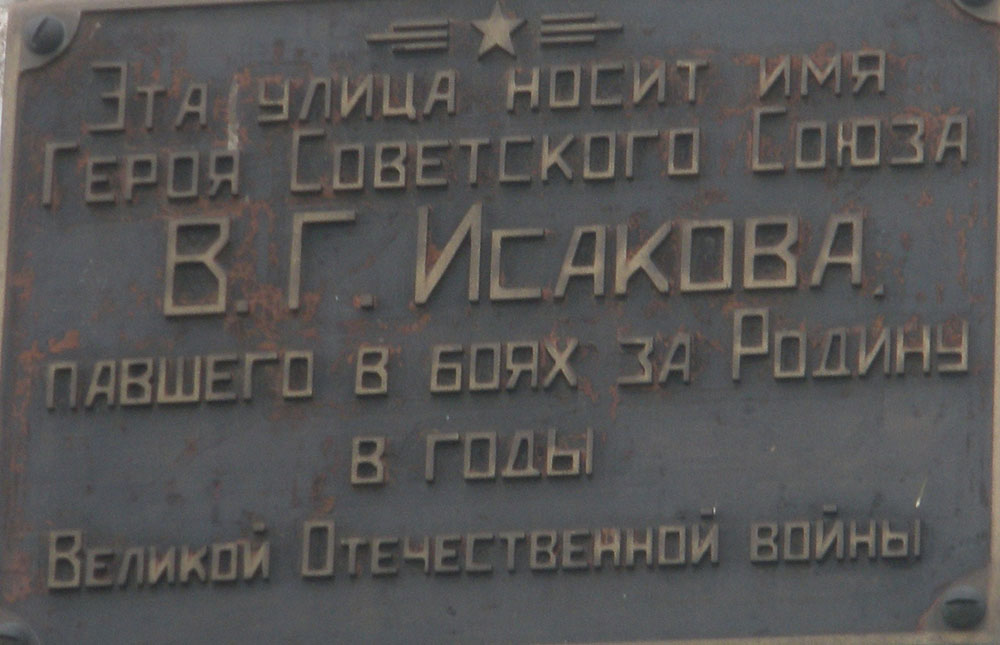 Эта улица носит имя
Героя Советского Союза
В. Г. Исакова,
павшего в боях за Родину
в годы
Великой Отечественной войны